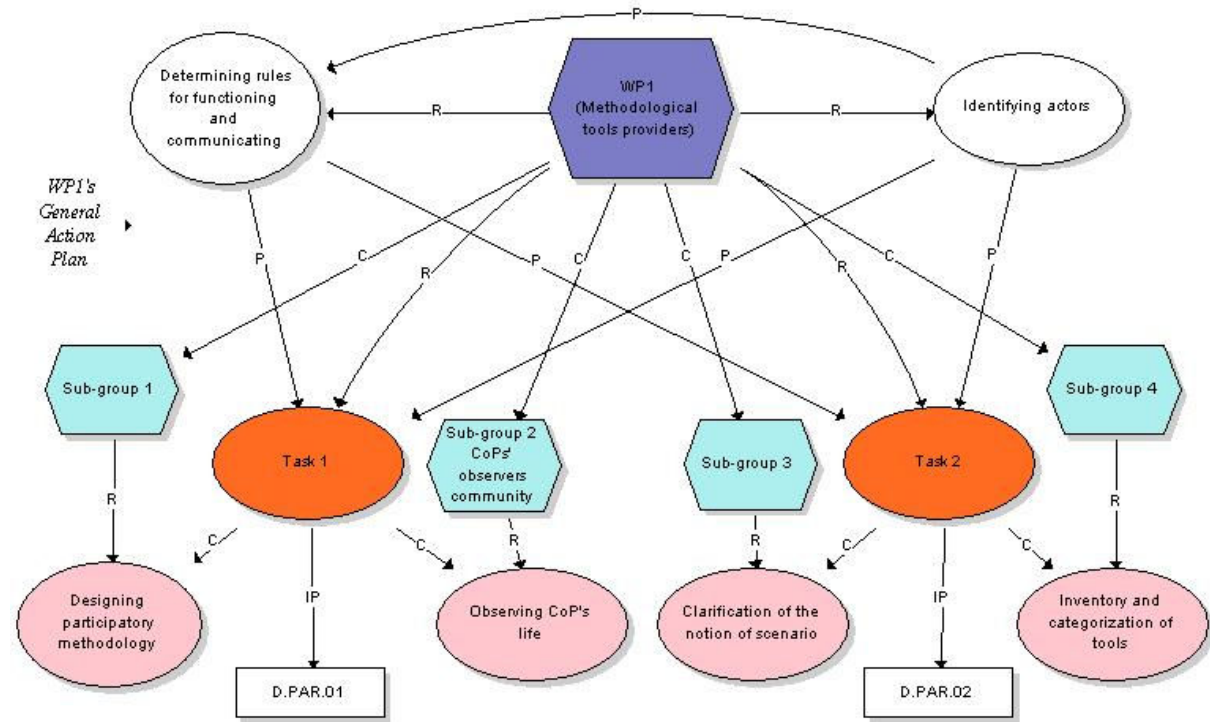 P
Determining rules
for functioning
and
communicating
WP1
(Methodological
tools providers)
Identifying actors
R
R
WP1's
General
Action
Plan
P
C
R
C
P
C
P
R
C
P
Sub-group 1
Sub-group 4
Task 1
Sub-group 2
CoPs'
observers
community
Sub-group 3
Task 2
R
C
C
R
R
C
C
R
Designing
participatory
methodology
IP
Observing CoP's
life
Clarification of the
notion of scenario
IP
Inventory and
categorization of
tools
D.PAR.01
D.PAR.02